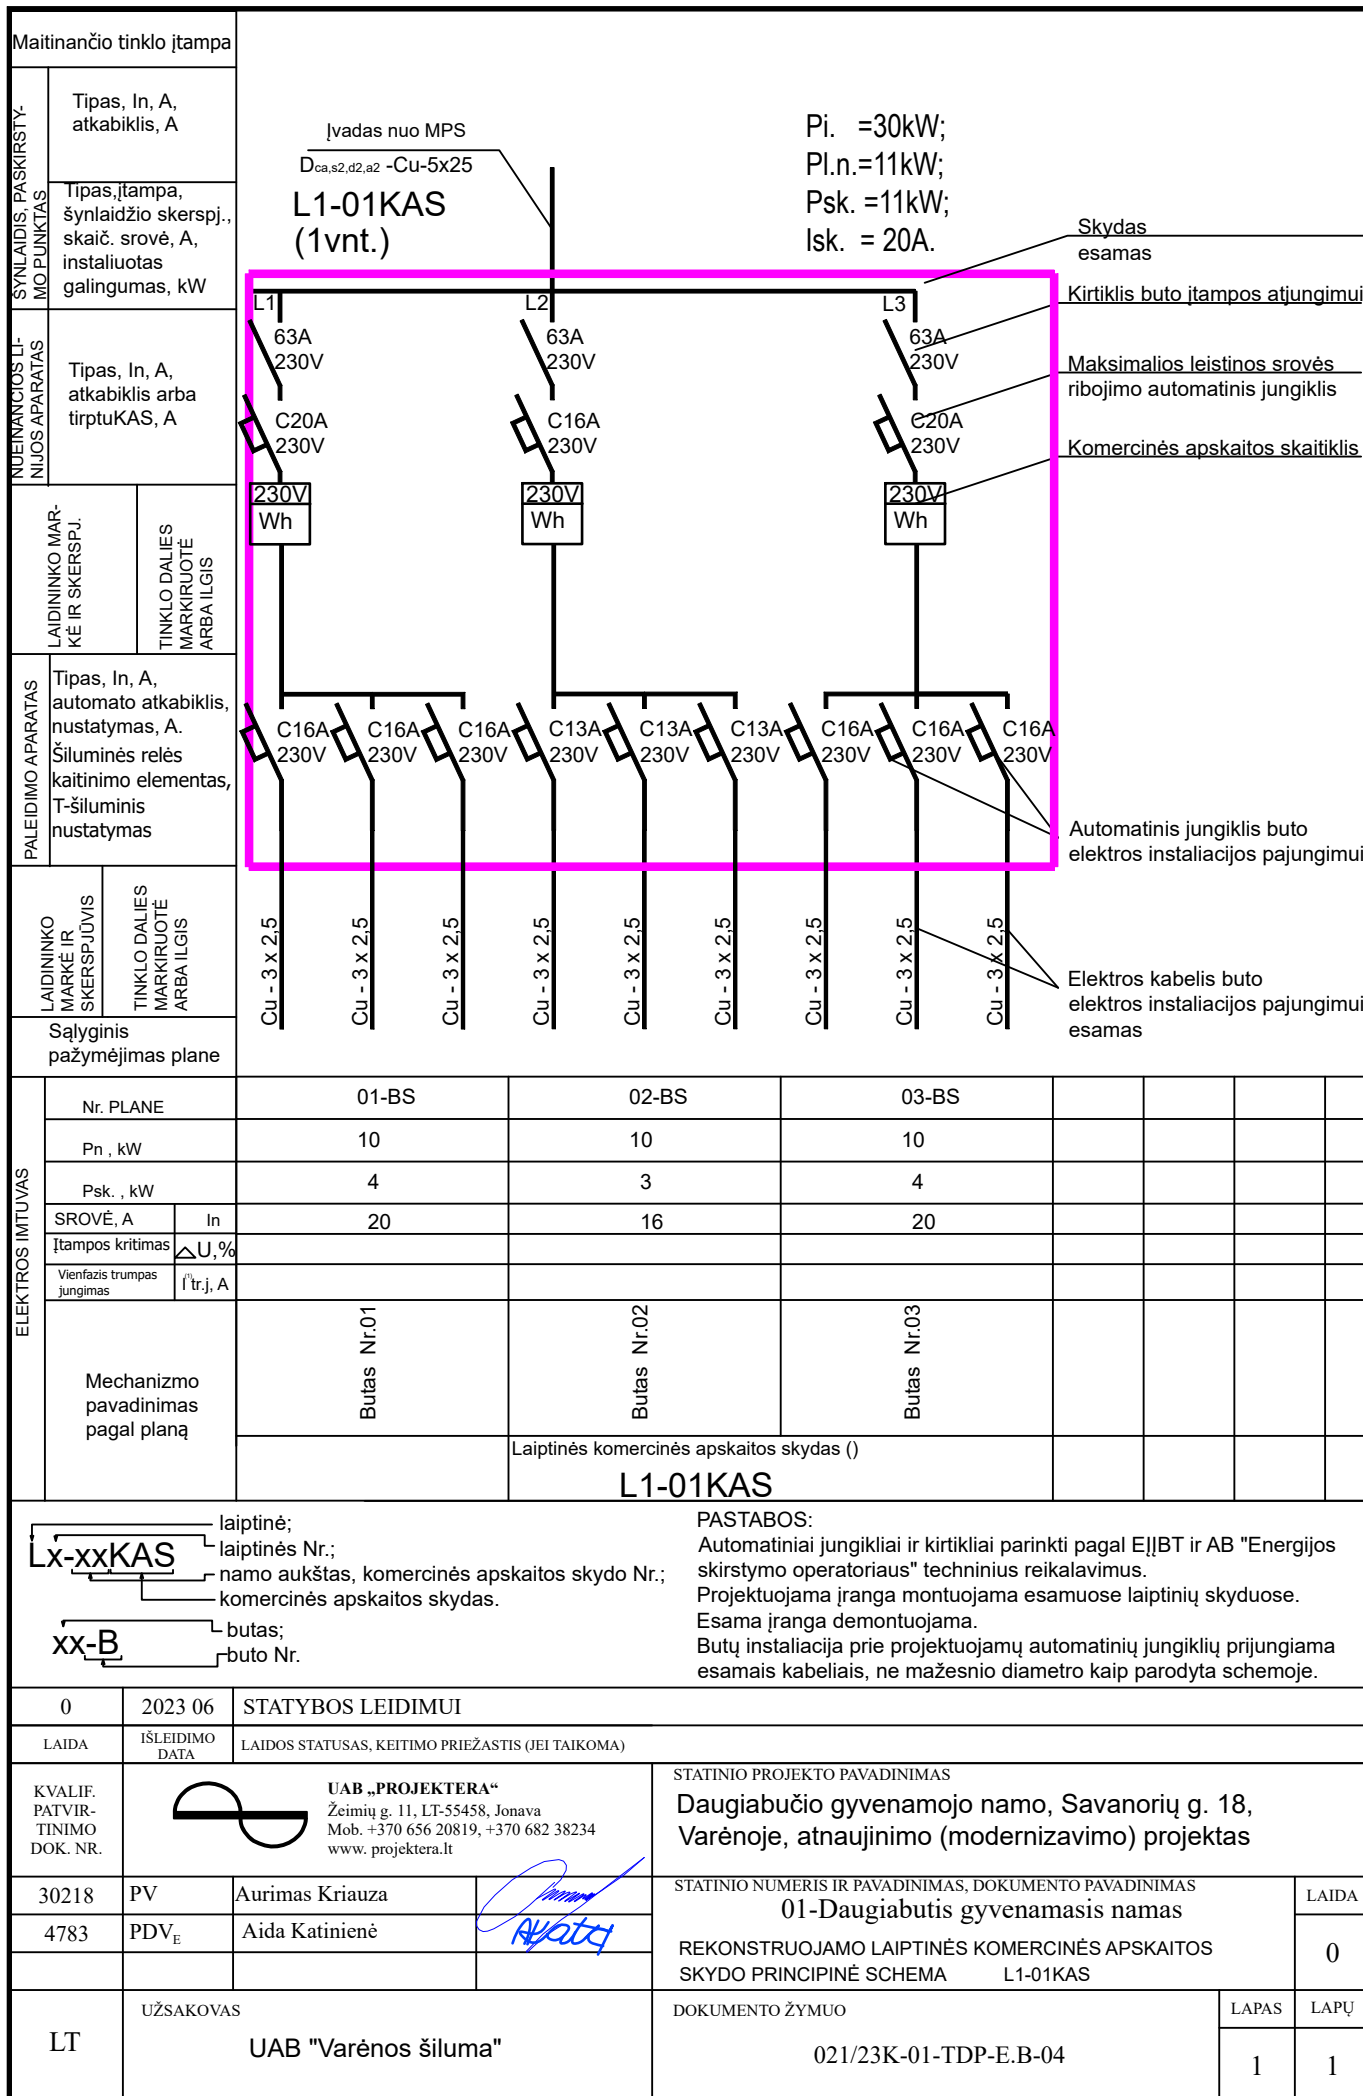 Maitinančio tinklo įtampa
ŠYNLAIDIS, PASKIRSTY-
MO PUNKTAS
Tipas, In, A,
atkabiklis, A
Tipas,įtampa,
šynlaidžio skerspj.,
skaič. srovė, A,
instaliuotas
galingumas, kW
NUEINANČIOS LI-
NIJOS APARATAS
Tipas, In, A,
atkabiklis arba
tirptuKAS, A
LAIDININKO MAR-
KĖ IR SKERSPJ.
TINKLO DALIES
MARKIRUOTĖ
ARBA ILGIS
PALEIDIMO APARATAS
Tipas, In, A,
automato atkabiklis,
nustatymas, A.
Šiluminės relės
kaitinimo elementas,
T-šiluminis
nustatymas
LAIDININKO
MARKĖ IR
SKERSPJŪVIS
TINKLO DALIES
MARKIRUOTĖ
ARBA ILGIS
Sąlyginis
pažymėjimas plane
Įvadas nuo MPS
Dca,s2,d2,a2 -Cu-5x25
L1-01KAS
(1vnt.)
Pi. =30kW;
Pl.n.=11kW;
Psk. =11kW;
Isk. = 20A.
Skydas
esamas
Kirtiklis buto įtampos atjungimui
Maksimalios leistinos srovės
ribojimo automatinis jungiklis
Komercinės apskaitos skaitiklis
L1 L2 L3
63A 63A 63A
230V 230V 230V
C20A C16A C20A
230V 230V 230V
230V 230V 230V
Wh Wh Wh
C16A C16A C16A C13A C13A C13A C16A C16A C16A
230V 230V 230V 230V 230V 230V 230V 230V 230V
Automatinis jungiklis buto
elektros instaliacijos pajungimui
Cu - 3 x 2,5 Cu - 3 x 2,5 Cu - 3 x 2,5 Cu - 3 x 2,5 Cu - 3 x 2,5 Cu - 3 x 2,5 Cu - 3 x 2,5 Cu - 3 x 2,5 Cu - 3 x 2,5
Elektros kabelis buto
elektros instaliacijos pajungimui
esamas
ELEKTROS IMTUVAS
Nr. PLANE 01-BS 02-BS 03-BS
Pn , kW 10 10 10
Psk. , kW 4 3 4
SROVĖ, A In 20 16 20
Įtampos kritimas △U,%
Vienfazis trumpas
jungimas
I(1)tr.j, A
Mechanizmo
pavadinimas
pagal planą
Butas Nr.01
Butas Nr.02
Butas Nr.03
Laiptinės komercinės apskaitos skydas ()
L1-01KAS
Lx-xxKAS
laiptinė;
laiptinės Nr.;
namo aukštas, komercinės apskaitos skydo Nr.;
komercinės apskaitos skydas.
xx-B
butas;
buto Nr.
PASTABOS:
Automatiniai jungikliai ir kirtikliai parinkti pagal EĮĮBT ir AB "Energijos
skirstymo operatoriaus" techninius reikalavimus.
Projektuojama įranga montuojama esamuose laiptinių skyduose.
Esama įranga demontuojama.
Butų instaliacija prie projektuojamų automatinių jungiklių prijungiama
esamais kabeliais, ne mažesnio diametro kaip parodyta schemoje.
0 2023 06 STATYBOS LEIDIMUI
LAIDA
IŠLEIDIMO
DATA
LAIDOS STATUSAS, KEITIMO PRIEŽASTIS (JEI TAIKOMA)
KVALIF.
PATVIR-
TINIMO
DOK. NR.
UAB „PROJEKTERA“
Žeimių g. 11, LT-55458, Jonava
Mob. +370 656 20819, +370 682 38234
www. projektera.lt
STATINIO PROJEKTO PAVADINIMAS
Daugiabučio gyvenamojo namo, Savanorių g. 18,
Varėnoje, atnaujinimo (modernizavimo) projektas
30218 PV Aurimas Kriauza
4783 PDVE Aida Katinienė
STATINIO NUMERIS IR PAVADINIMAS, DOKUMENTO PAVADINIMAS
01-Daugiabutis gyvenamasis namas
REKONSTRUOJAMO LAIPTINĖS KOMERCINĖS APSKAITOS
SKYDO PRINCIPINĖ SCHEMA L1-01KAS
LAIDA
0
LT
UŽSAKOVAS
UAB "Varėnos šiluma"
DOKUMENTO ŽYMUO
021/23K-01-TDP-E.B-04
LAPAS LAPŲ
1 1